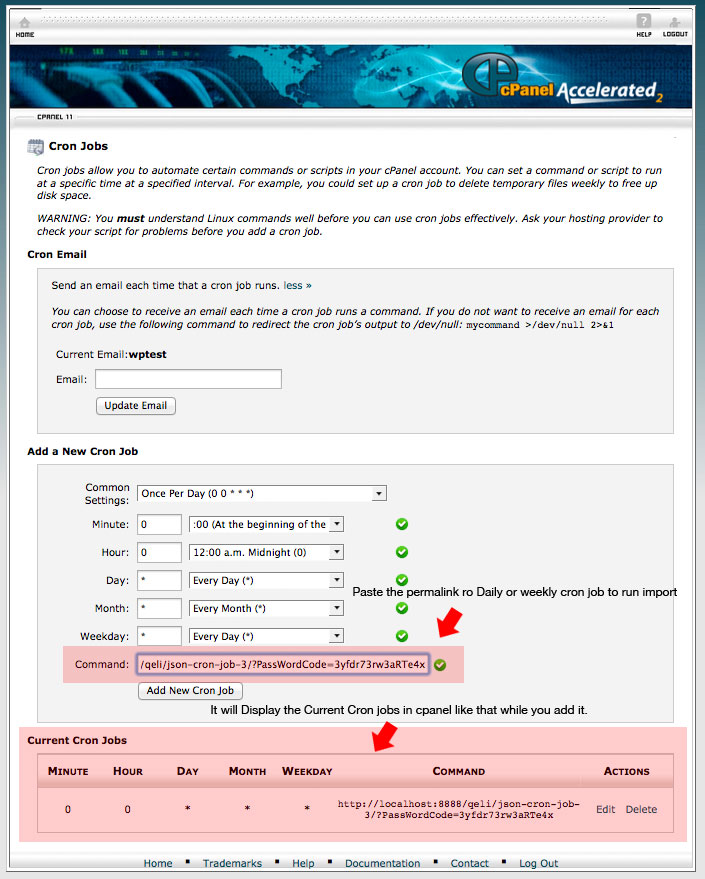 HOME
HELP
LOGOUT
cPanel Accelerated2
CPANEL 11
Cron Jobs
Cron jobs allow you to automate certain commands or scripts in your cPanel account. You can set a command or script to run
at a specific time at a specified interval. For example, you could set up a cron job to delete temporary files weekly to free up
disk space.
WARNING: You must understand Linux commands well before you can use cron jobs effectively. Ask your hosting provider to
check your script for problems before you add a cron job.
Cron Email
Send an email each time that a cron job runs. less »
You can choose to receive an email each time a cron job runs a command. If you do not want to receive an email for each
cron job, use the following command to redirect the cron job's output to /dev/null: mycommand >/dev/null 2>&1
Current Email:wptest
Email:
Update Email
Add a New Cron Job
Common
Settings:
Once Per Day (0 0 * * *)
Minute: 0 :00 (At the beginning of the
Hour: 0 12:00 a.m. Midnight (0)
Day: * Every Day (*)
Paste the permalink ro Daily or weekly cron job to run import
Month: * Every Month (*)
Weekday: * Every Day (*)
Command: /qeli/json-cron-job-3/?PassWordCode=3yfdr73rw3aRTe4x
Add New Cron Job
It will Display the Current Cron jobs in cpanel like that while you add it.
Current Cron Jobs
MINUTE HOUR DAY MONTH WEEKDAY COMMAND ACTIONS
0 0 * * * http://localhost:8888/qeli/json-cron-job-
3/?PassWordCode=3yfdr73rw3aRTe4x
Edit Delete
Home ▪ Trademarks ▪ Help ▪ Documentation ▪ Contact ▪ Log Out